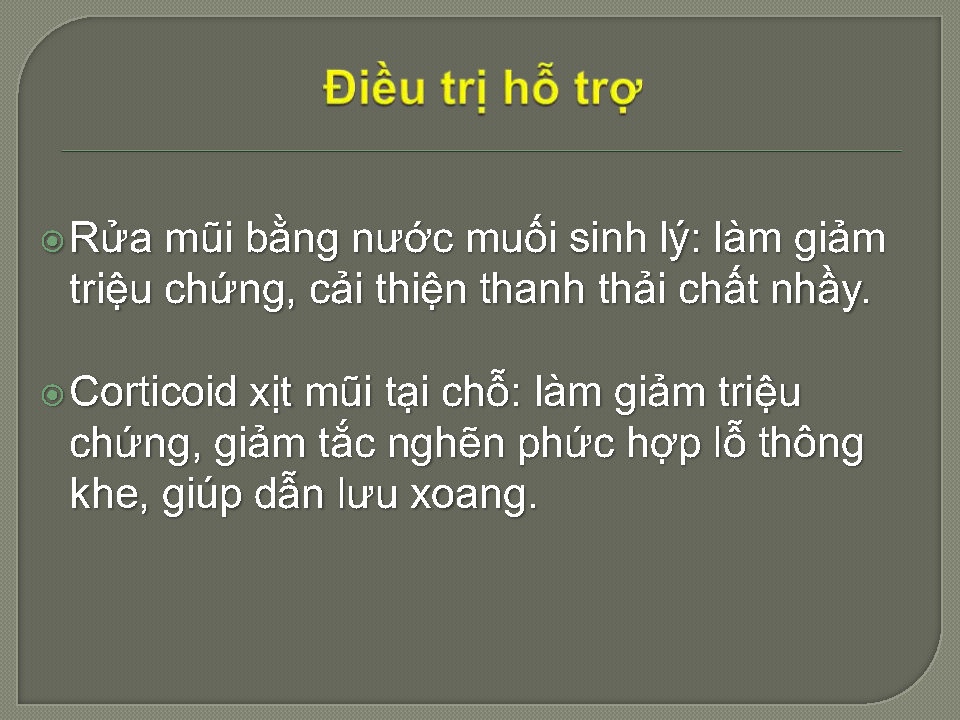 Điều trị hỗ trợ
Rửa mũi bằng nước muối sinh lý: làm giảm
triệu chứng, cải thiện thanh thải chất nhầy.
Corticoid xịt mũi tại chỗ: làm giảm triệu
chứng, giảm tắc nghẽn phức hợp lỗ thông
khe, giúp dẫn lưu xoang.